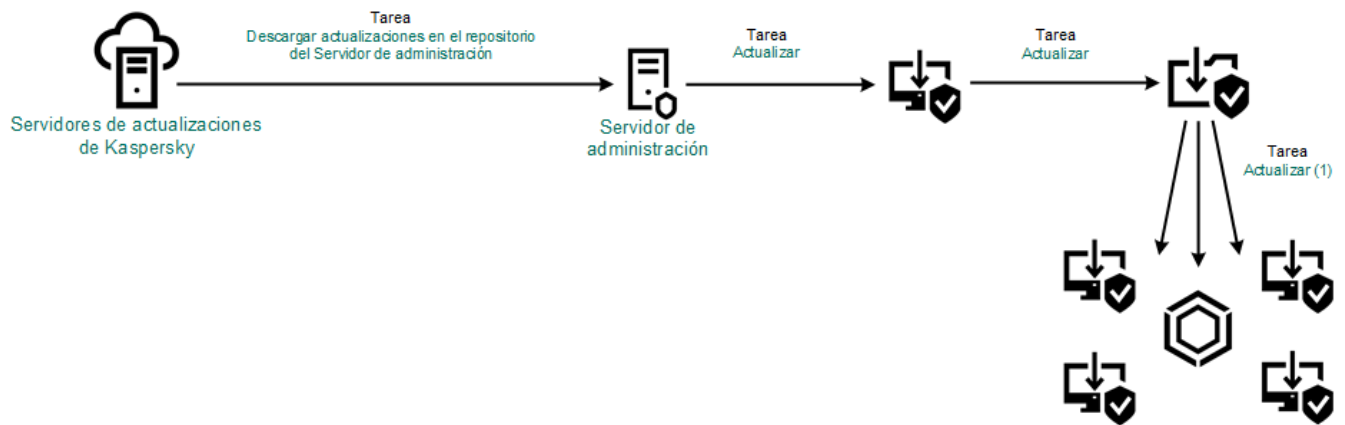 Tarea
Descargar actualizaciones en el repositorio
del Servidor de administración
Tarea
Actualizar
Tarea
Actualizar
Servidores de actualizaciones
de Kaspersky
Servidor de
administración
Tarea
Actualizar (1)